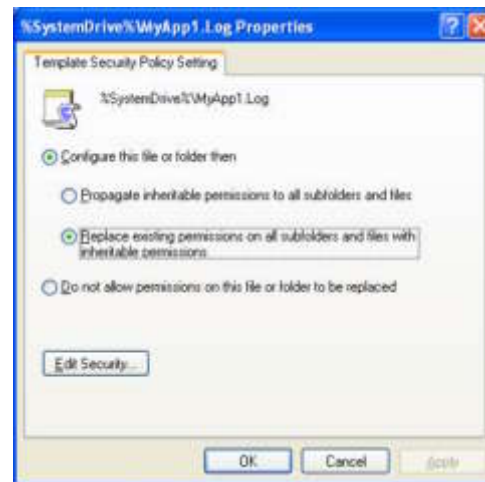 %SystemDrive%\MyApp1.Log Properties
Template Security Policy Setting
%SystemDrive%\MyApp1.Log
Configure this file or folder then
Propagate inheritable permissions to all subfolders and files
Replace existing permissions on all subfolders and files with
inheritable permissions
Do not allow permissions on this file or folder to be replaced
Edit Security...
OK Cancel Apply